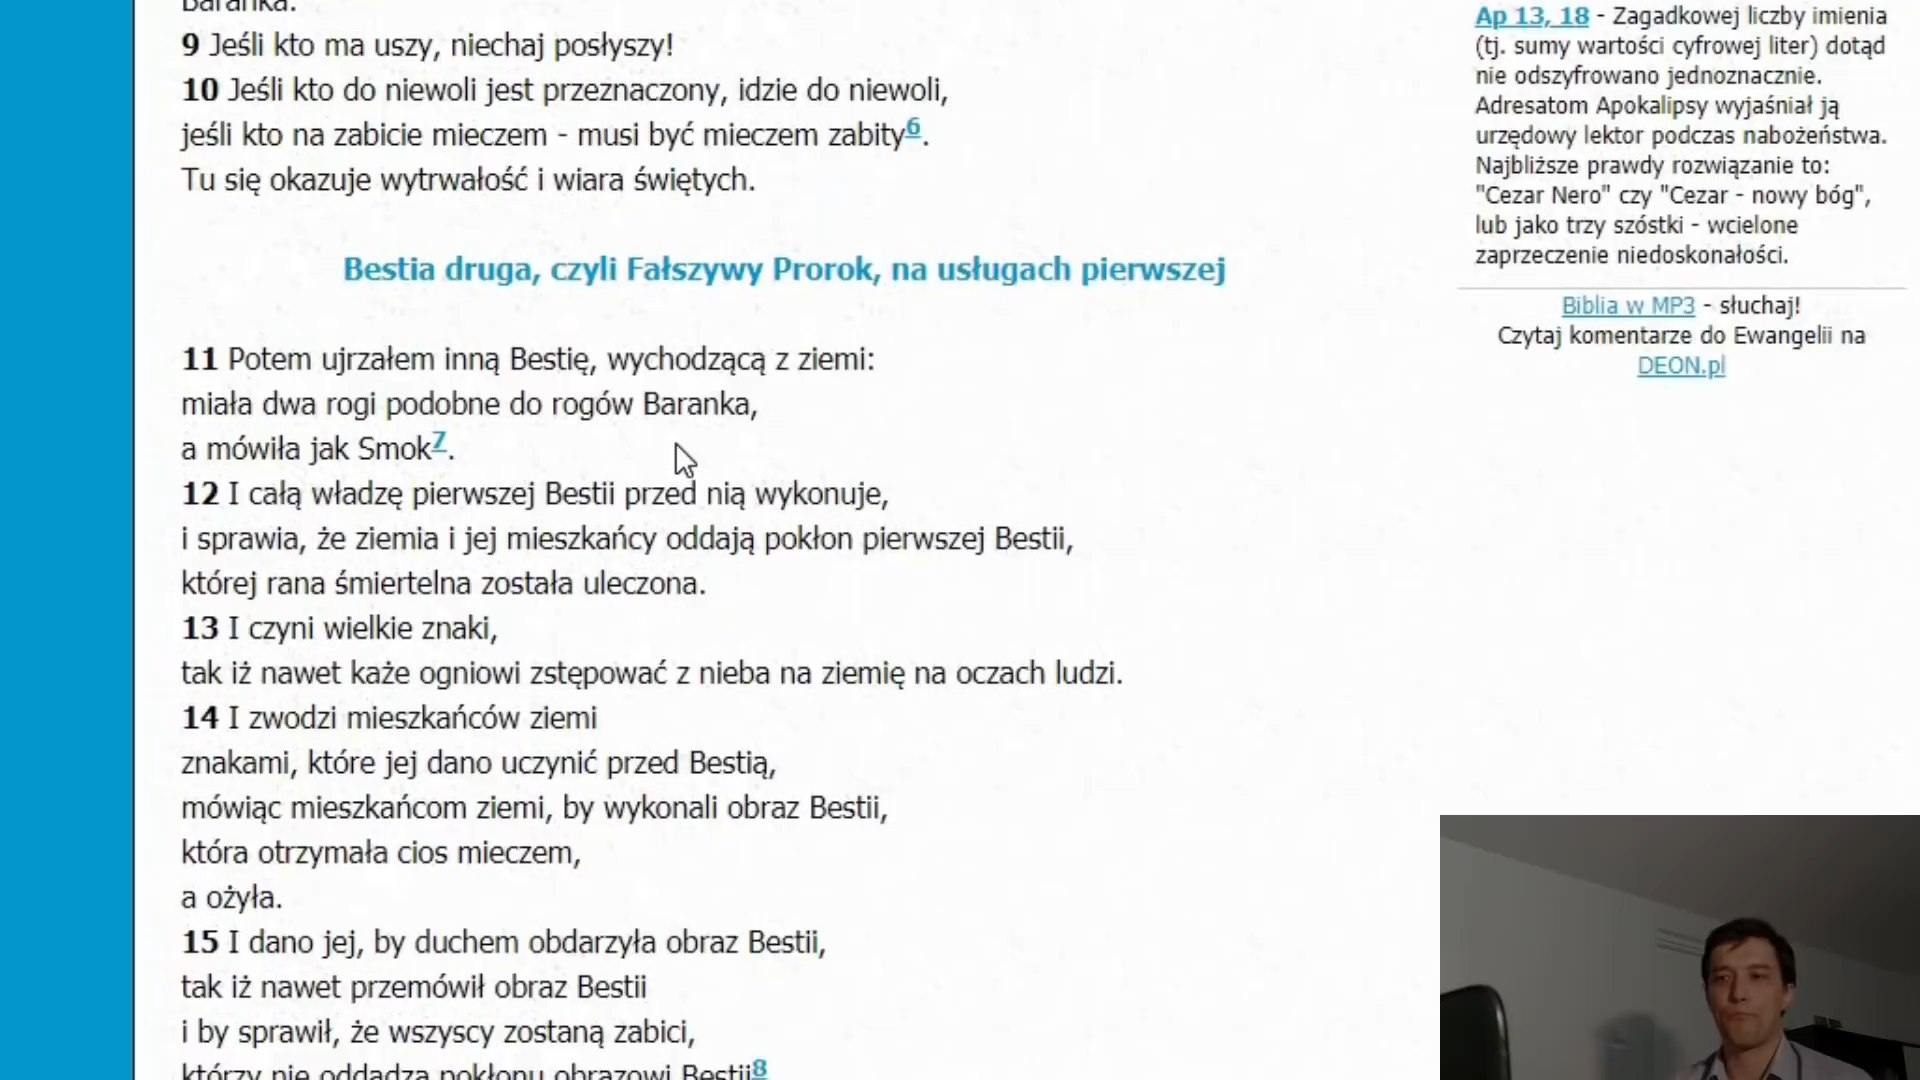 Baranka.
9 Jeśli kto ma uszy, niechaj posłyszy!
10 Jeśli kto do niewoli jest przeznaczony, idzie do niewoli,
jeśli kto na zabicie mieczem - musi być mieczem zabity6.
Tu się okazuje wytrwałość i wiara świętych.
Bestia druga, czyli Fałszywy Prorok, na usługach pierwszej
11 Potem ujrzałem inną Bestię, wychodzącą z ziemi:
miała dwa rogi podobne do rogów Baranka,
a mówiła jak Smok7.
12 I całą władzę pierwszej Bestii przed nią wykonuje,
i sprawia, że ziemia i jej mieszkańcy oddają pokłon pierwszej Bestii,
której rana śmiertelna została uleczona.
13 I czyni wielkie znaki,
tak iż nawet każe ogniowi zstępować z nieba na ziemię na oczach ludzi.
14 I zwodzi mieszkańców ziemi
znakami, które jej dano uczynić przed Bestią,
mówiąc mieszkańcom ziemi, by wykonali obraz Bestii,
która otrzymała cios mieczem,
a ożyła.
15 I dano jej, by duchem obdarzyła obraz Bestii,
tak iż nawet przemówił obraz Bestii
i by sprawił, że wszyscy zostaną zabici,
którzy nie oddadzą pokłonu obrazowi Bestii8
Ap 13, 18 - Zagadkowej liczby imienia
(tj. sumy wartości cyfrowej liter) dotąd
nie odszyfrowano jednoznacznie.
Adresatom Apokalipsy wyjaśniał ją
urzędowy lektor podczas nabożeństwa.
Najbliższe prawdy rozwiązanie to:
"Cezar Nero" czy "Cezar - nowy bóg",
lub jako trzy szóstki - wcielone
zaprzeczenie niedoskonałości.
Biblia w MP3 - słuchaj!
Czytaj komentarze do Ewangelii na
DEON.pl